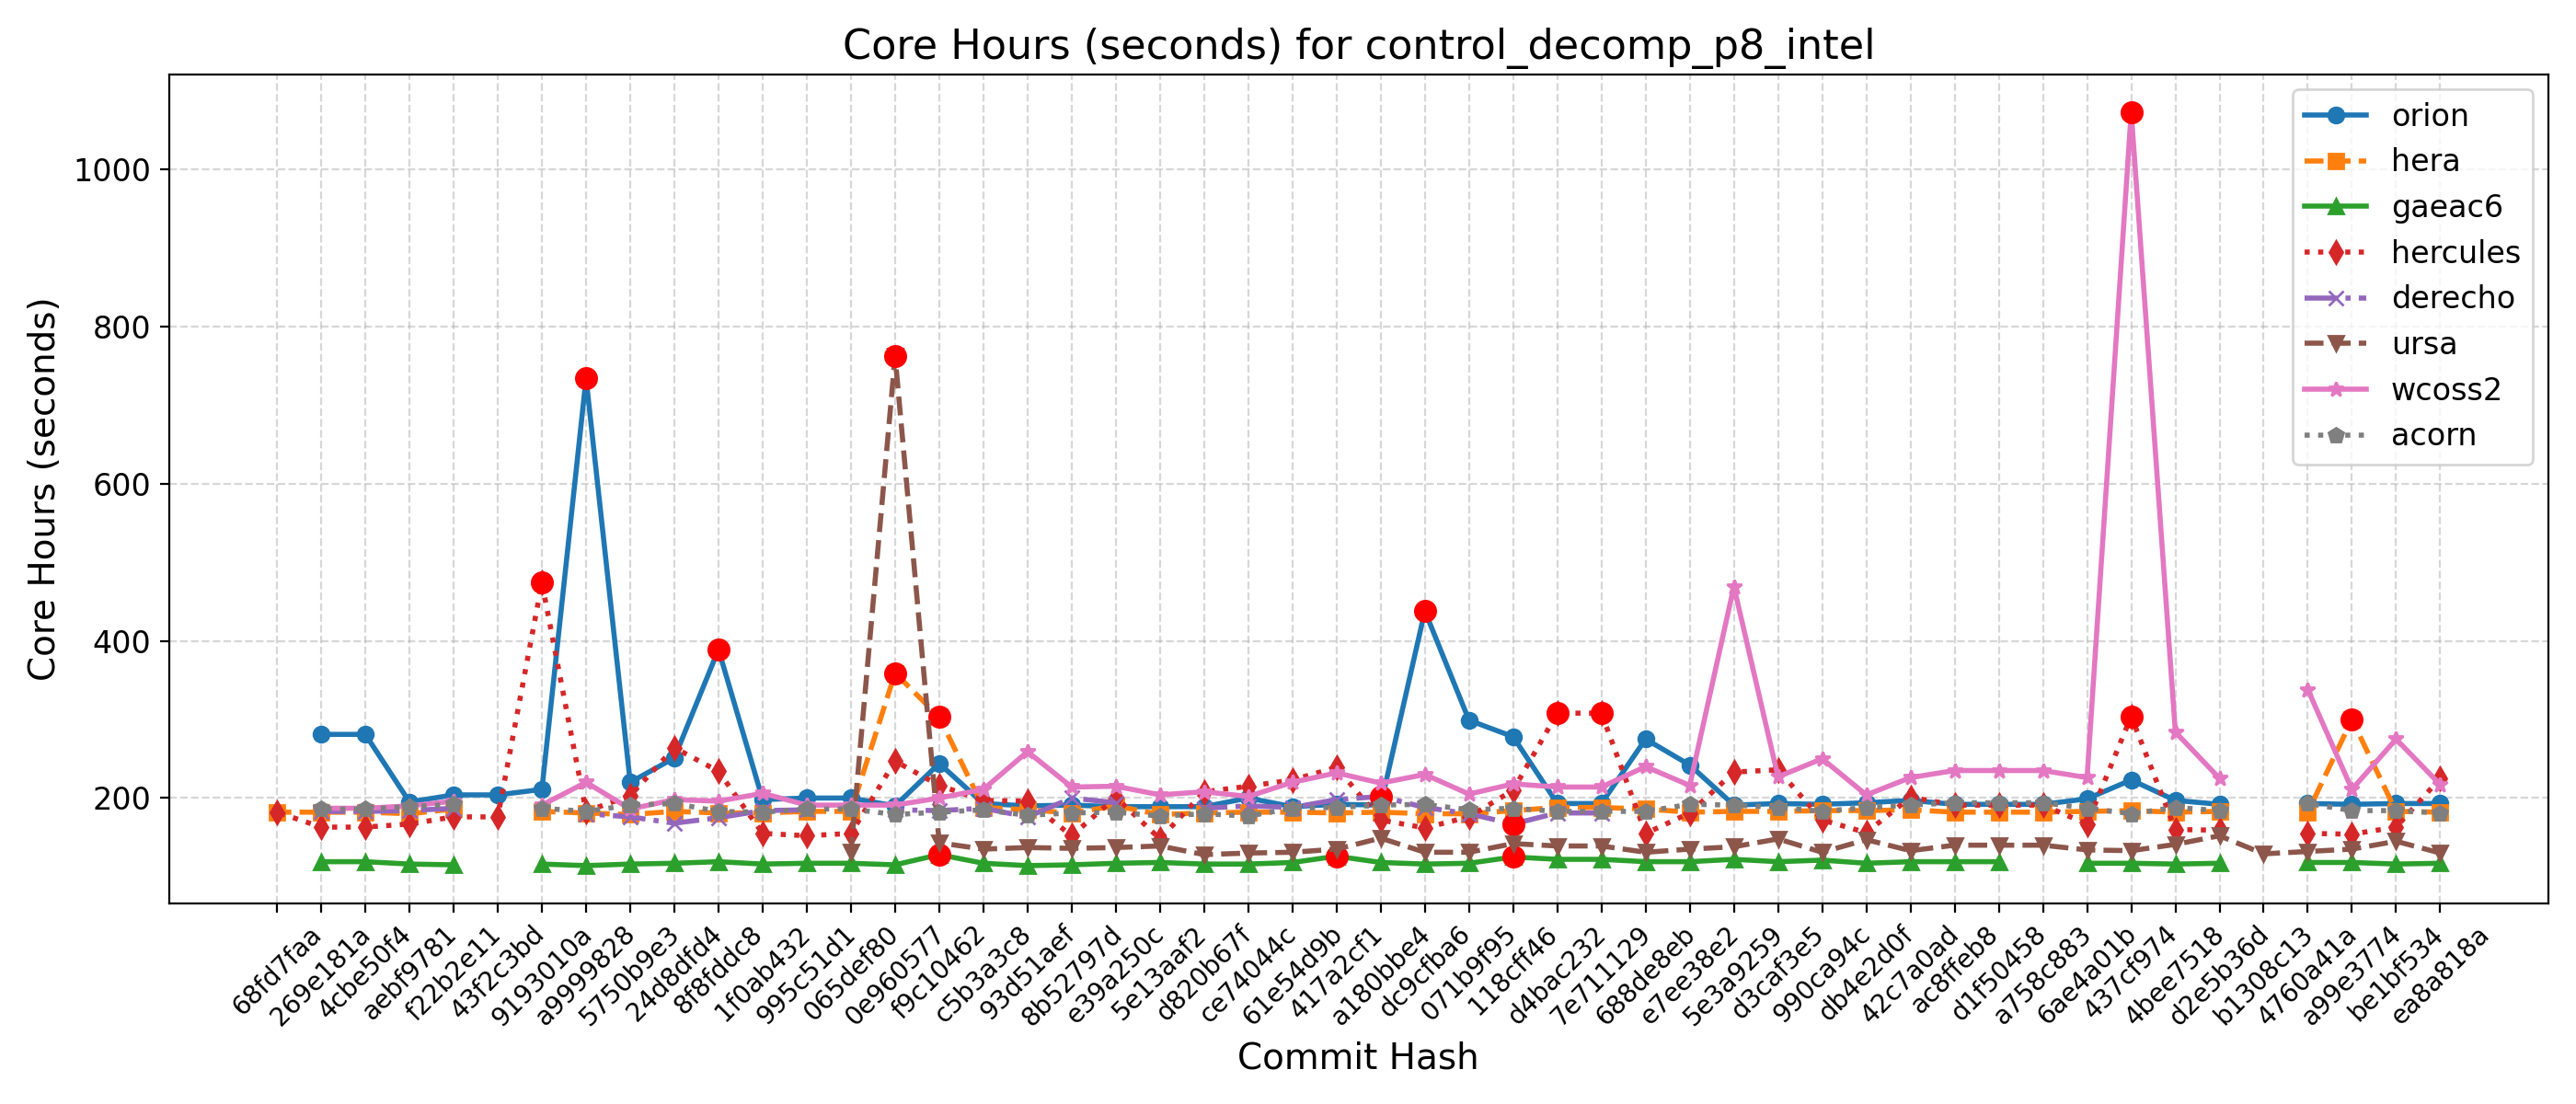 Core Hours (seconds) for control_decomp_p8_intel
Core Hours (seconds)
1000
800
600
400
200
orion
hera
gaeac6
hercules
derecho
ursa
wcoss2
acorn
68fd7faa
269e181a
4cbe50f4
aebf9781
f22b2e11
43f2c3bd
9193010a
a9999828
5750b9e3
24d8dfd4
8f8fddc8
1f0ab432
995c51d1
065def80
0e960577
f9c10462
c5b3a3c8
93d51aef
8b52797d
e39a250c
5e13aaf2
d820b67f
ce74044c
61e54d9b
417a2cf1
a180bbe4
dc9cfba6
071b9f95
118cff46
d4bac232
7e711129
688de8eb
e7ee38e2
5e3a9259
d3caf3e5
990ca94c
db4e2d0f
42c7a0ad
ac8ffeb8
d1f50458
a758c883
6ae4a01b
437cf974
4bee7518
d2e5b36d
b1308c13
4760a41a
a99e3774
be1bf534
ea8a818a
Commit Hash